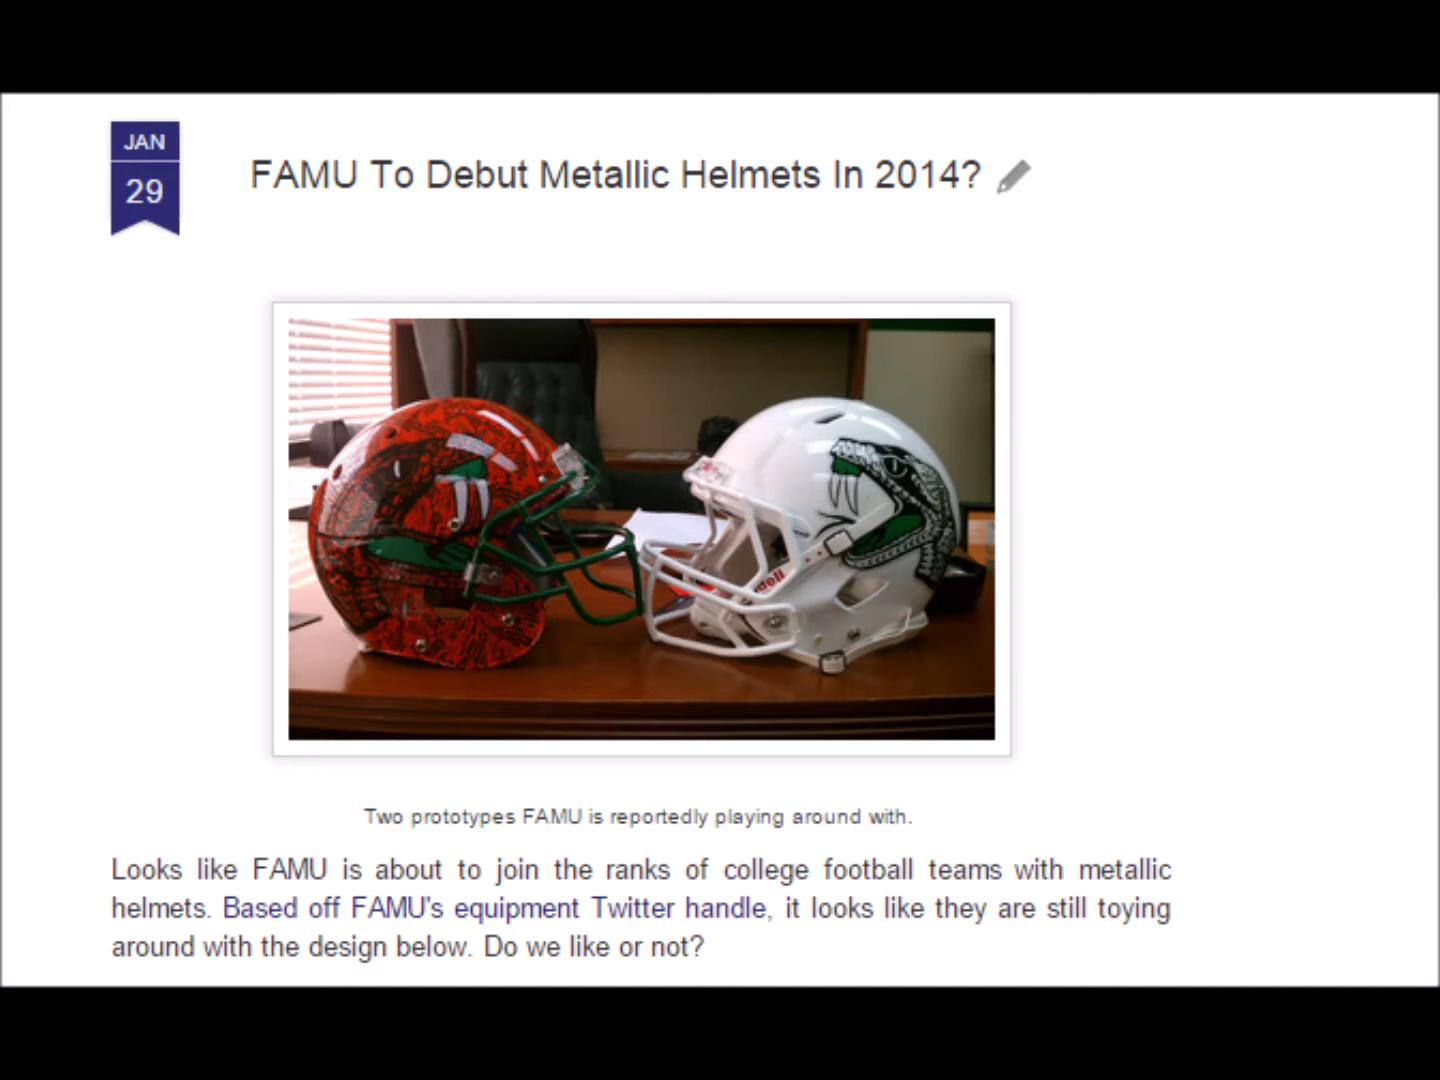 JAN
29
FAMU To Debut Metallic Helmets In 2014?
Two prototypes FAMU is reportedly playing around with.
Looks like FAMU is about to join the ranks of college football teams with metallic
helmets. Based off FAMU's equipment Twitter handle, it looks like they are still toying
around with the design below. Do we like or not?